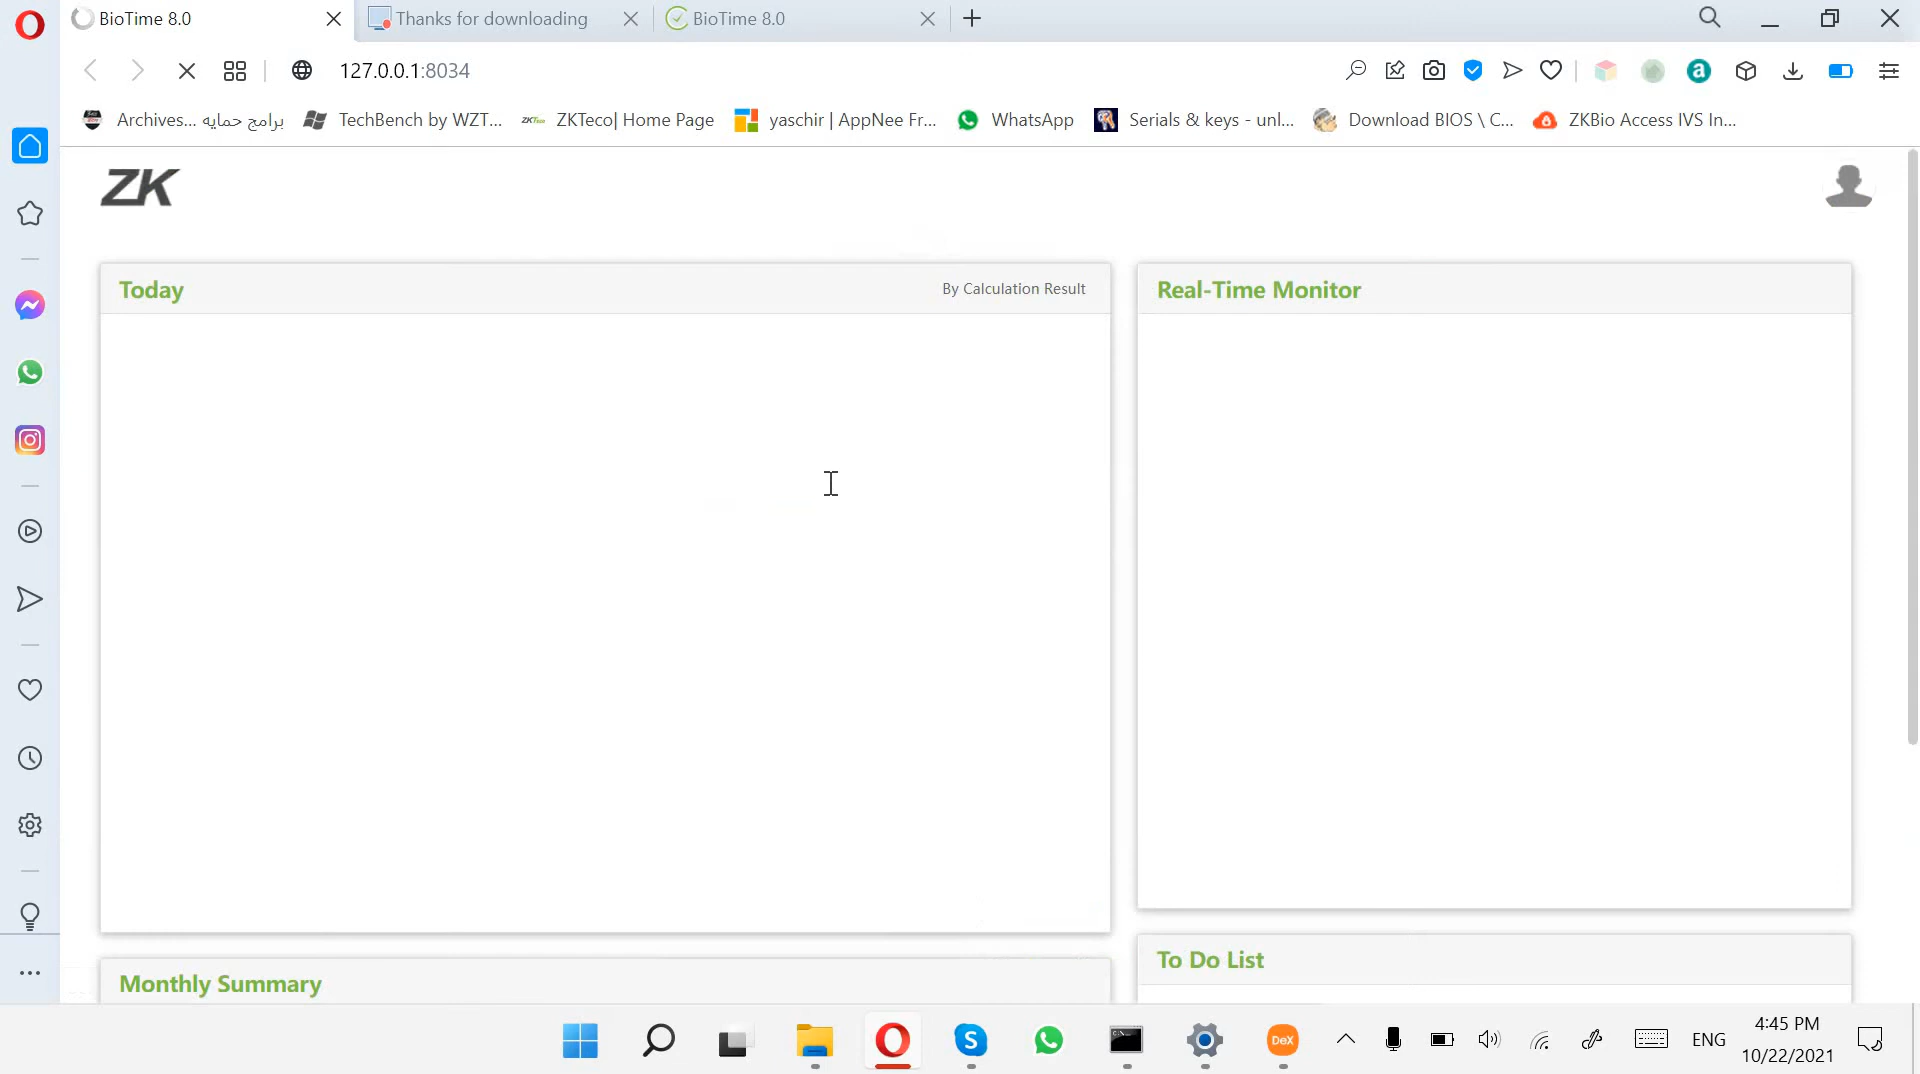 BioTime 8.0
Thanks for downloading
BioTime 8.0
127.0.0.1:8034
Archives... برامج حمايه
TechBench by WZT...
ZKTeco| Home Page
yaschir | AppNee Fr...
WhatsApp
Serials & keys - unl...
Download BIOS \ C...
ZKBio Access IVS In...
ZK
Today
By Calculation Result
Real-Time Monitor
To Do List
Monthly Summary
DeX
ENG
4:45 PM
10/22/2021